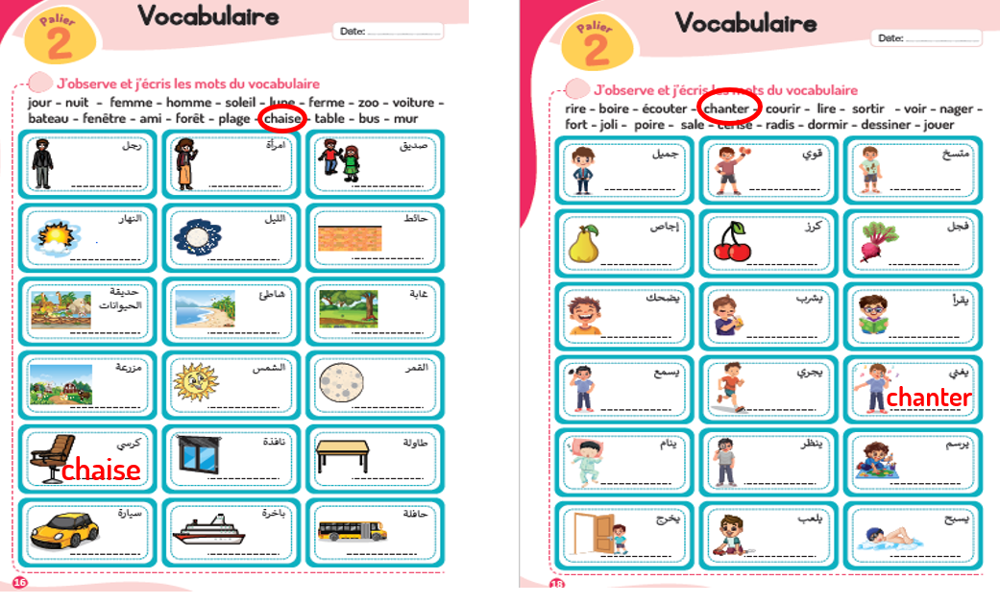 Palier
2
Vocabulaire
Date:
J'observe et j'écris les mots du vocabulaire
jour - nuit - femme - homme - soleil - lune - ferme - zoo - voiture -
bateau - fenêtre - ami - forêt - plage - chaise - table - bus - mur
رجل
امرأة
صديق
النهار
الليل
حائط
حديقة
الحيوانات
شاطئ
غابة
مزرعة
الشمس
القمر
كرسي
chaise
نافذة
طاولة
سيارة
باخرة
حافلة
16
Palier
2
Vocabulaire
Date:
J'observe et j'écris les mots du vocabulaire
rire - boire - écouter - chanter - courir - lire - sortir - voir - nager -
fort - joli - poire - sale - cerise - radis - dormir - dessiner - jouer
جميل
قوي
متسخ
إجاص
كرز
فجل
يضحك
يشرب
يقرأ
يسمع
يجري
يغني
chanter
ينام
ينظر
يرسم
يخرج
يلعب
يسبح
18